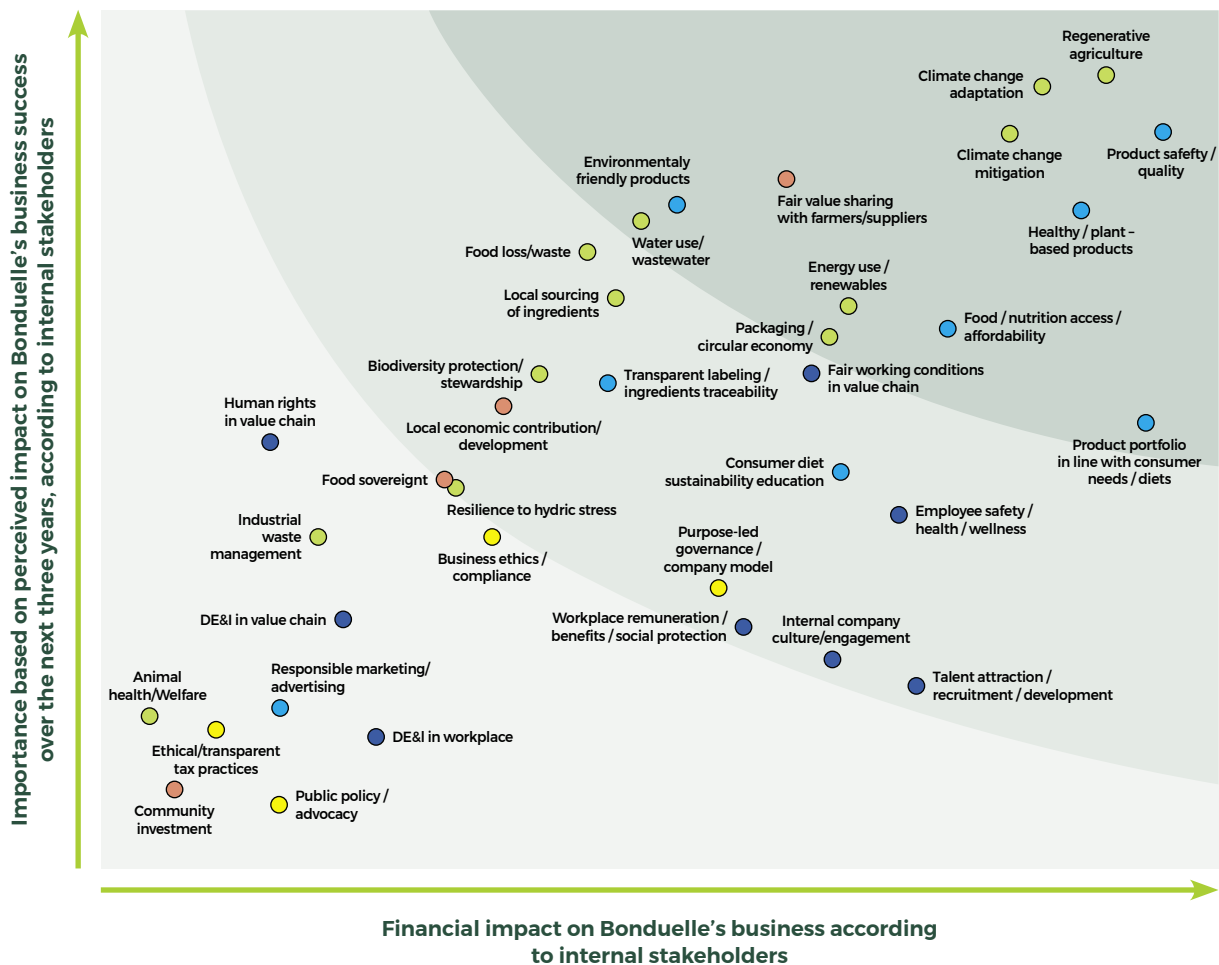 Importance based on perceived impact on Bonduelle's business success
over the next three years, according to internal stakeholders
Regenerative
agriculture
Climate change
adaptation
Climate change
mitigation
Product safefty /
quality
Environmentaly
friendly products
Fair value sharing
with farmers/suppliers
Healthy / plant –
based products
Water use/
wastewater
Food loss/waste
Energy use /
renewables
Local sourcing
of ingredients
Food / nutrition access /
affordability
Packaging /
circular economy
Biodiversity protection/
stewardship
Transparent labeling /
ingredients traceability
Fair working conditions
in value chain
Human rights
in value chain
Local economic contribution/
development
Product portfolio
in line with consumer
needs / diets
Consumer diet
sustainability education
Food sovereignt
Resilience to hydric stress
Employee safety /
health / wellness
Industrial
waste
management
Business ethics /
compliance
Purpose-led
governance /
company model
DE&I in value chain
Workplace remuneration /
benefits / social protection
Internal company
culture/engagement
Talent attraction /
recruitment / development
Animal
health/Welfare
Responsible marketing/
advertising
Ethical/transparent
tax practices
DE&I in workplace
Community
investment
Public policy /
advocacy
Financial impact on Bonduelle's business according
to internal stakeholders